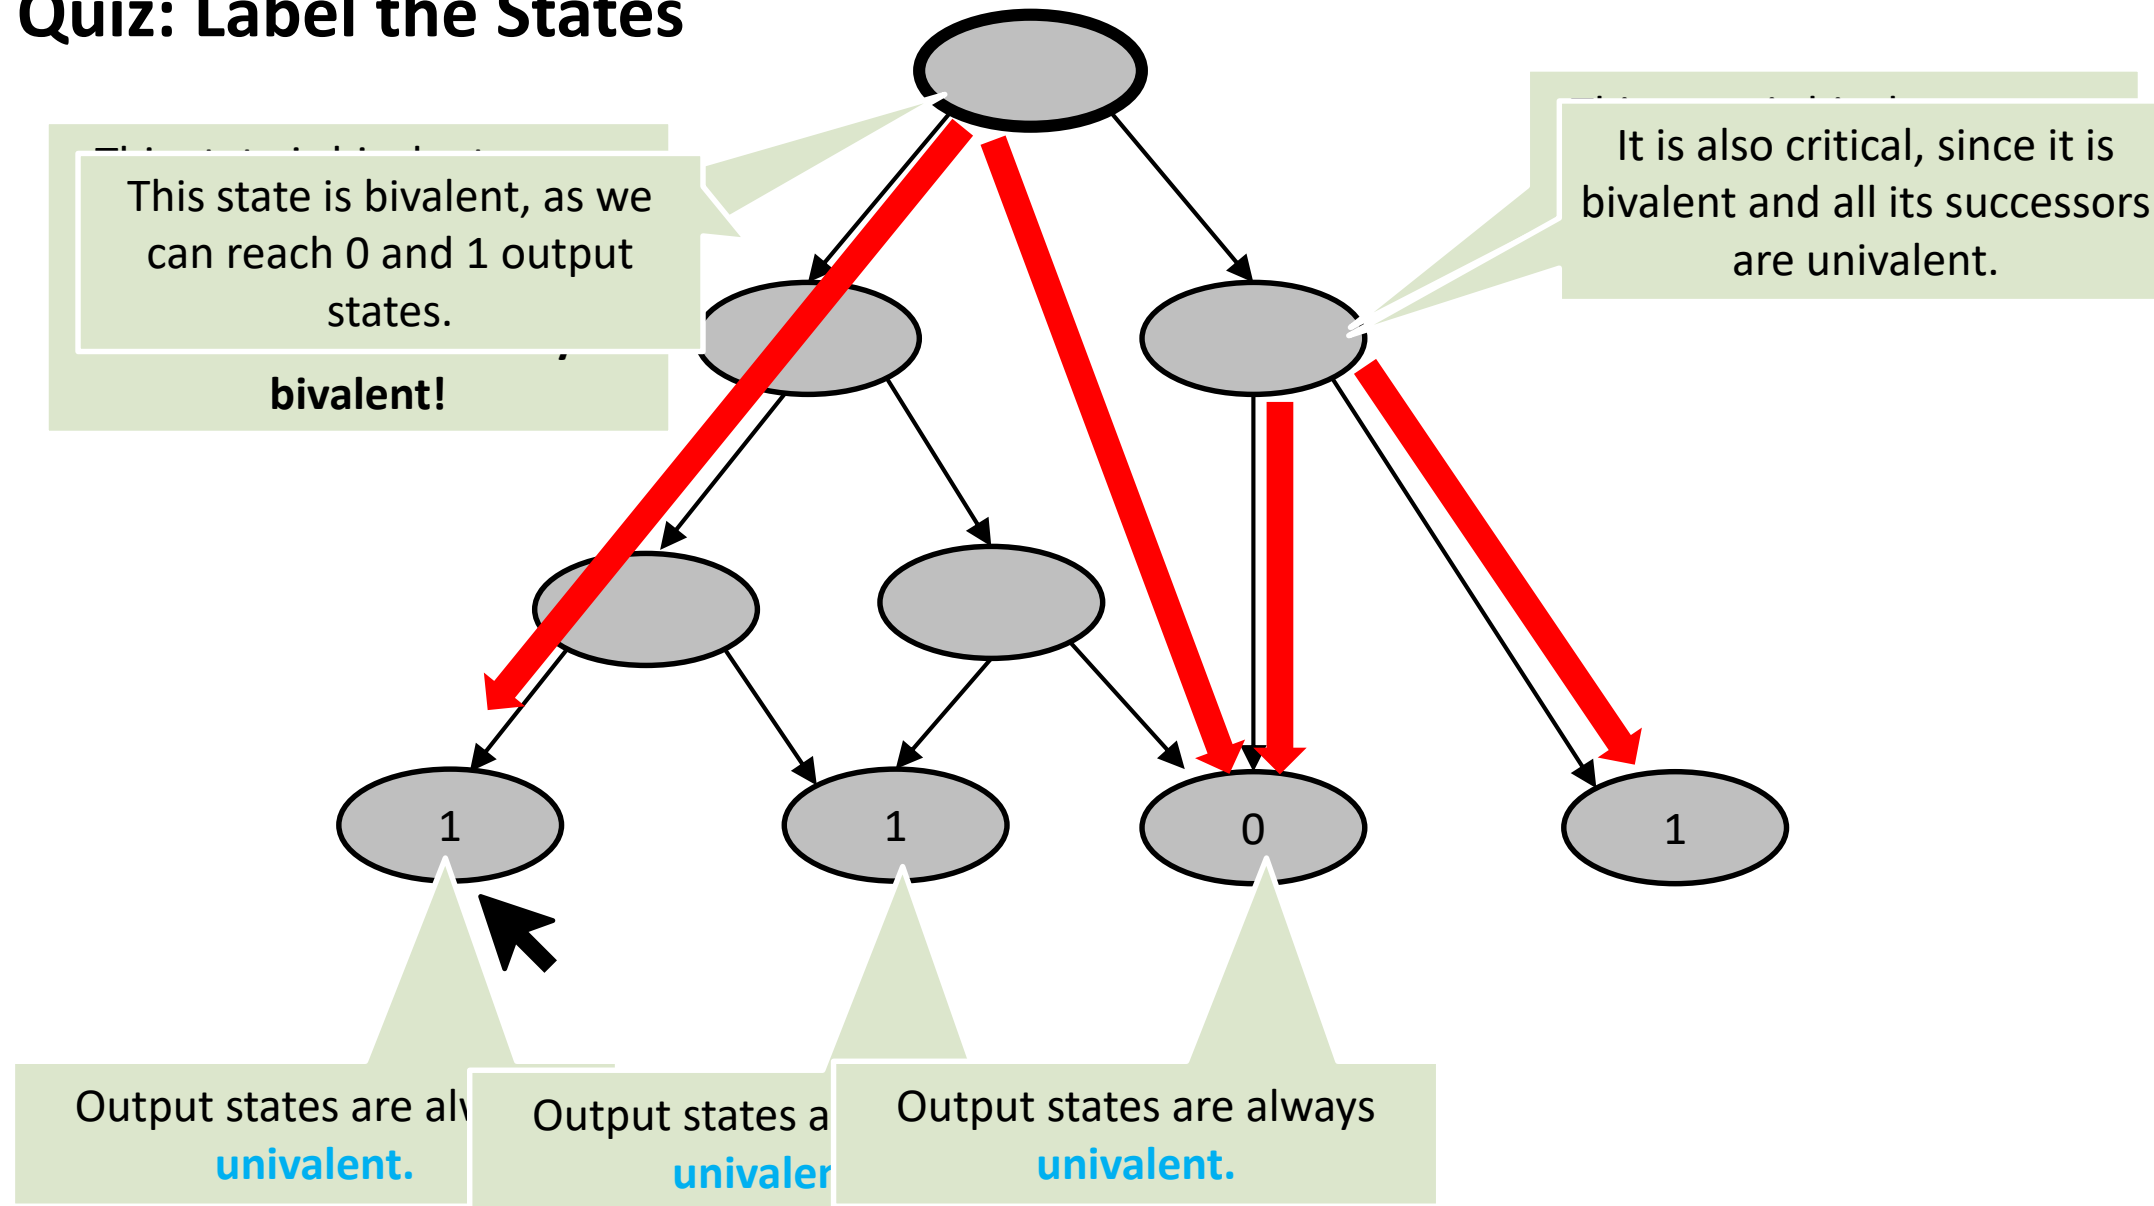 Quiz: Label the States
This state is bivalent, as we
can reach 0 and 1 output
states.
bivalent!
It is also critical, since it is
bivalent and all its successors
are univalent.
1
1
0
1
Output states are
univalent.
Output states
Output states are always
univalent.